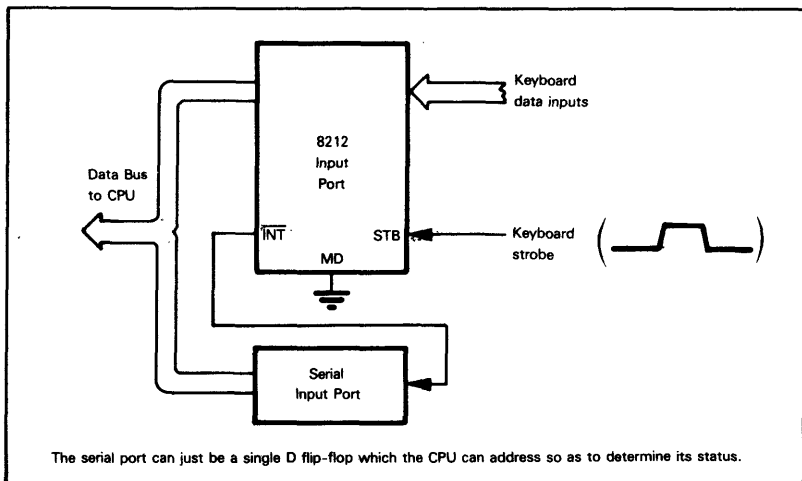 Keyboard
data inputs
8212
Input
Port
Data Bus
to CPU
INT
STB
Keyboard
strobe
MD
Serial
Input Port
The serial port can just be a single D flip-flop which the CPU can address so as to determine its status.